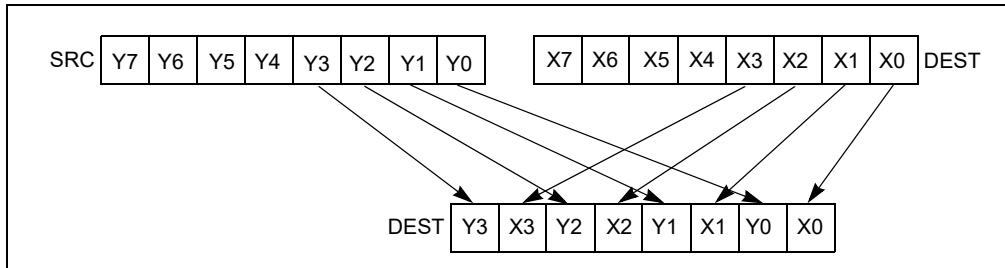 SRC Y7 Y6 Y5 Y4 Y3 Y2 Y1 Y0 X7 X6 X5 X4 X3 X2 X1 X0 DEST
DEST Y3 X3 Y2 X2 Y1 X1 Y0 X0